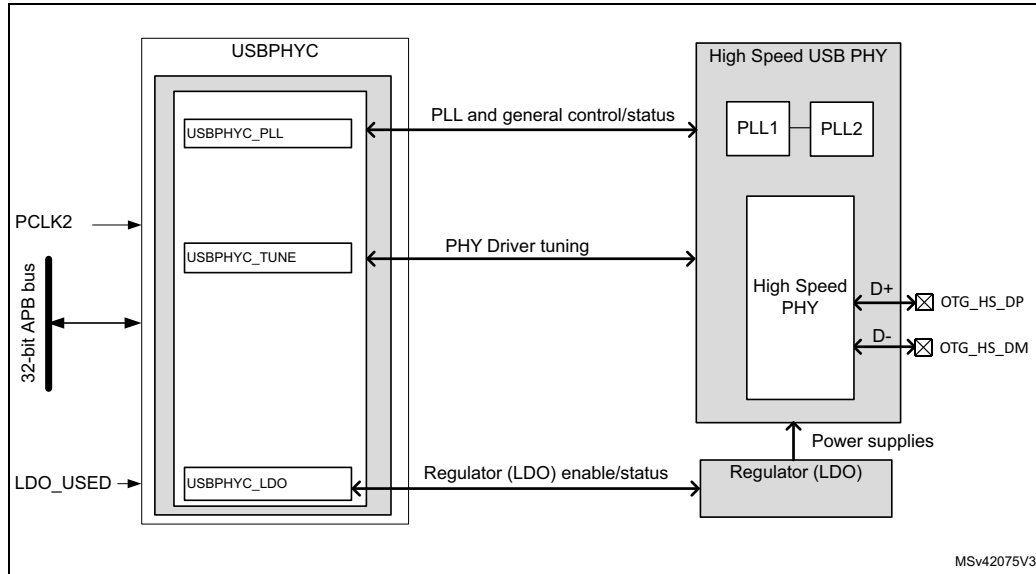 USBPHYC
High Speed USB PHY
USBPHYC_PLL
PLL and general control/status
PLL1
PLL2
PCLK2
USBPHYC_TUNE
PHY Driver tuning
High Speed
PHY
D+
OTG_HS_DP
D-
OTG_HS_DM
32-bit APB bus
Power supplies
LDO_USED
USBPHYC_LDO
Regulator (LDO) enable/status
Regulator (LDO)
MSv42075V3